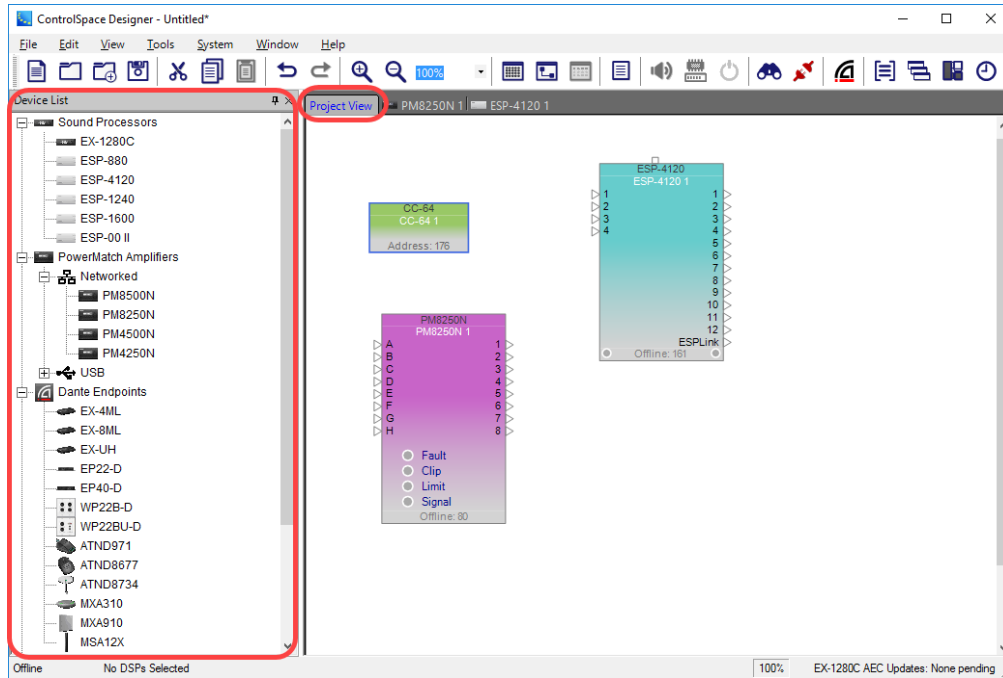 ControlSpace Designer - Untitled*
File Edit View Tools System Window Help
100%
Device List
Project View PM8250N 1 ESP-4120 1
Sound Processors
EX-1280C
ESP-880
ESP-4120
ESP-1240
ESP-1600
ESP-00 II
PowerMatch Amplifiers
Networked
PM8500N
PM8250N
PM4500N
PM4250N
USB
Dante Endpoints
EX-4ML
EX-8ML
EX-UH
EP22-D
EP40-D
WP22B-D
WP22BU-D
ATND971
ATND8677
ATND8734
MXA310
MXA910
MSA12X
CC-64
CC-64 1
Address: 176
PM8250N
PM8250N 1
A 1
B 2
C 3
D 4
E 5
F 6
G 7
H 8
Fault
Clip
Limit
Signal
Offline: 80
ESP-4120
ESP-4120 1
1 1
2 2
3 3
4 4
5
6
7
8
9
10
11
12
ESPLink
Offline: 161
Offline No DSPs Selected 100% EX-1280C AEC Updates: None pending